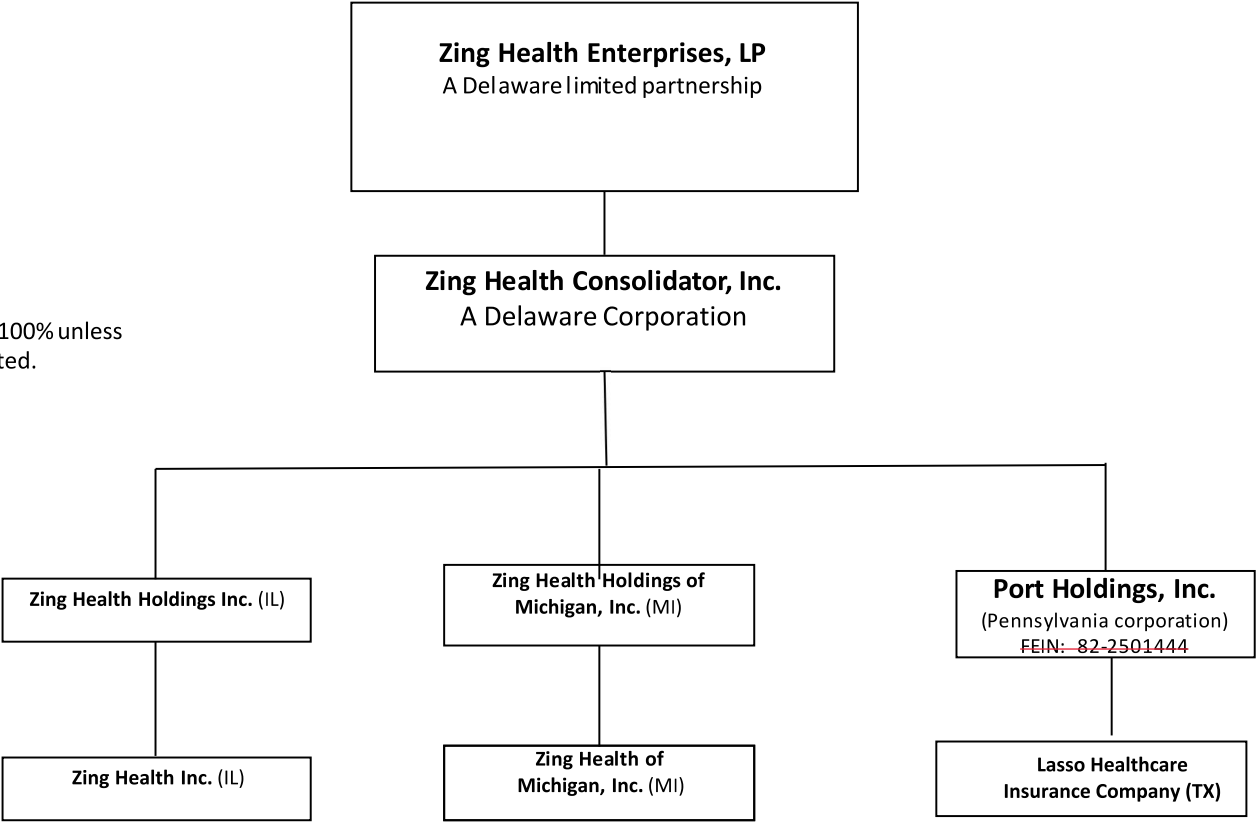 Zing Health Enterprises, LP
A Delaware limited partnership
Zing Health Consolidator, Inc.
A Delaware Corporation
100% unless
ted.
Zing Health Holdings Inc. (IL)
Zing Health Holdings of
Michigan, Inc. (MI)
Port Holdings, Inc.
(Pennsylvania corporation)
FEIN: 82-2501444
Zing Health Inc. (IL)
Zing Health of
Michigan, Inc. (MI)
Lasso Healthcare
Insurance Company (TX)